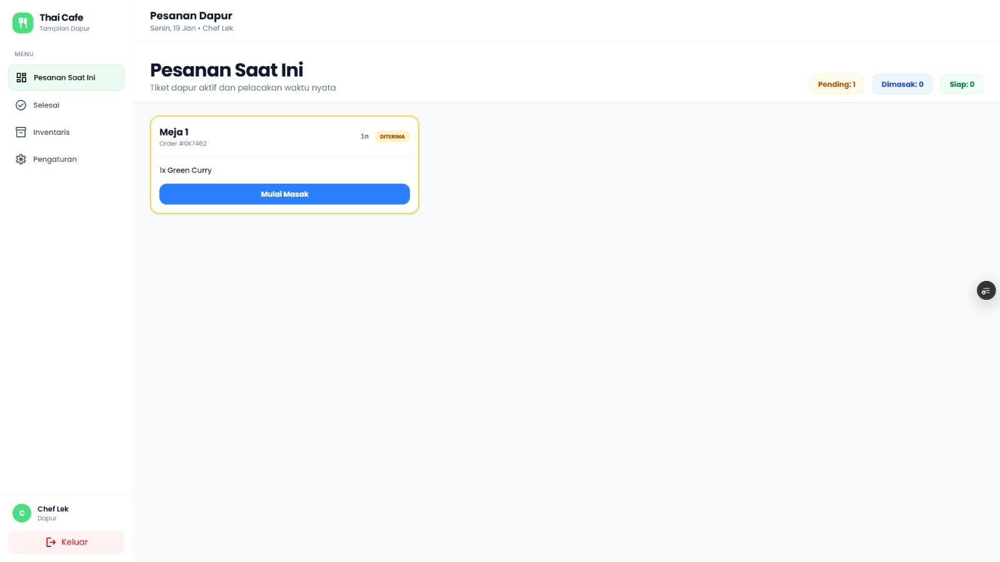 Thai Cafe
Tampilan Dapur
MENU
Pesanan Saat Ini
Selesai
Inventaris
Pengaturan
Chef Lek
C
Dapur
Keluar
Pesanan Dapur
Senin, 19 Jan • Chef Lek
Pesanan Saat Ini
Tiket dapur aktif dan pelacakan waktu nyata
Pending: 1
Dimasak: 0
Siap: 0
Meja 1
1m
DITERIMA
Order #0K7462
1x Green Curry
Mulai Masak